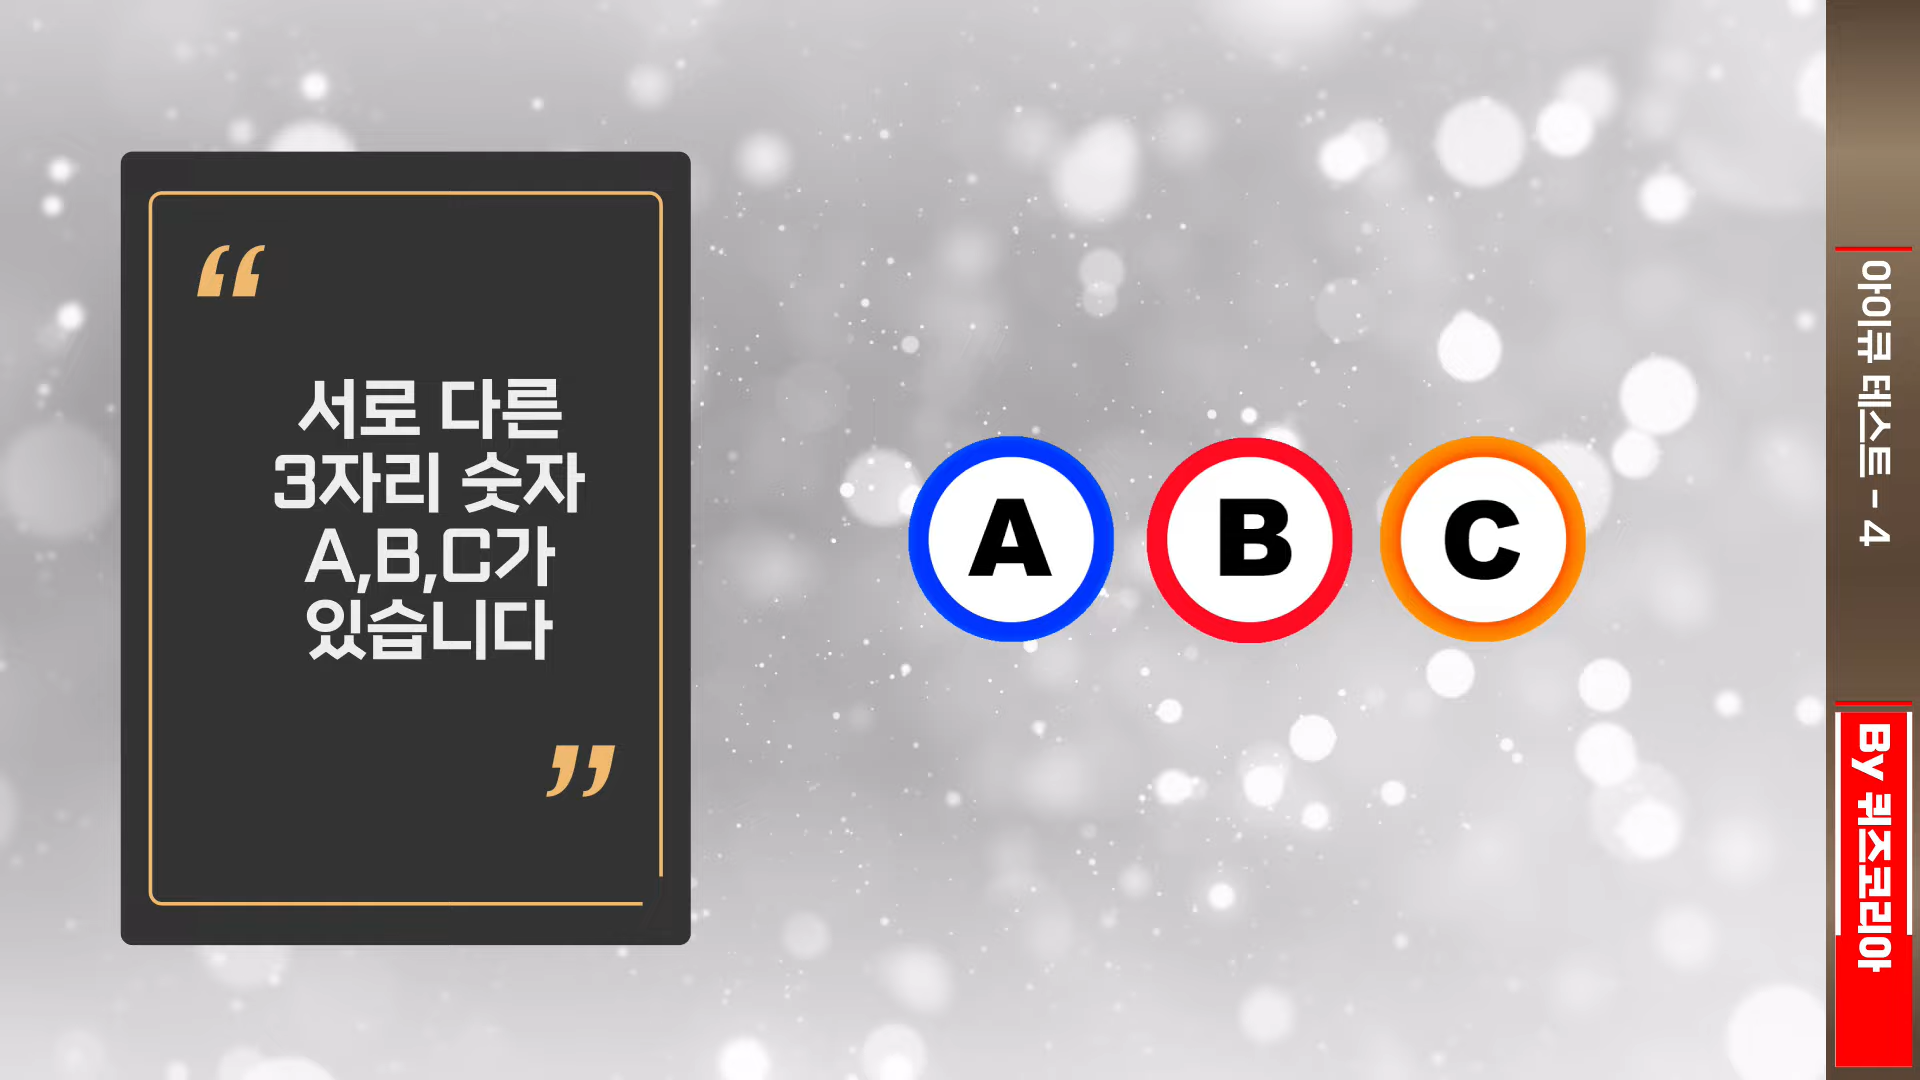 “
서로 다른
3자리 숫자
A,B,C가
있습니다
”
A B C
아이큐 테스트 - 4
By 퀴즈코리아